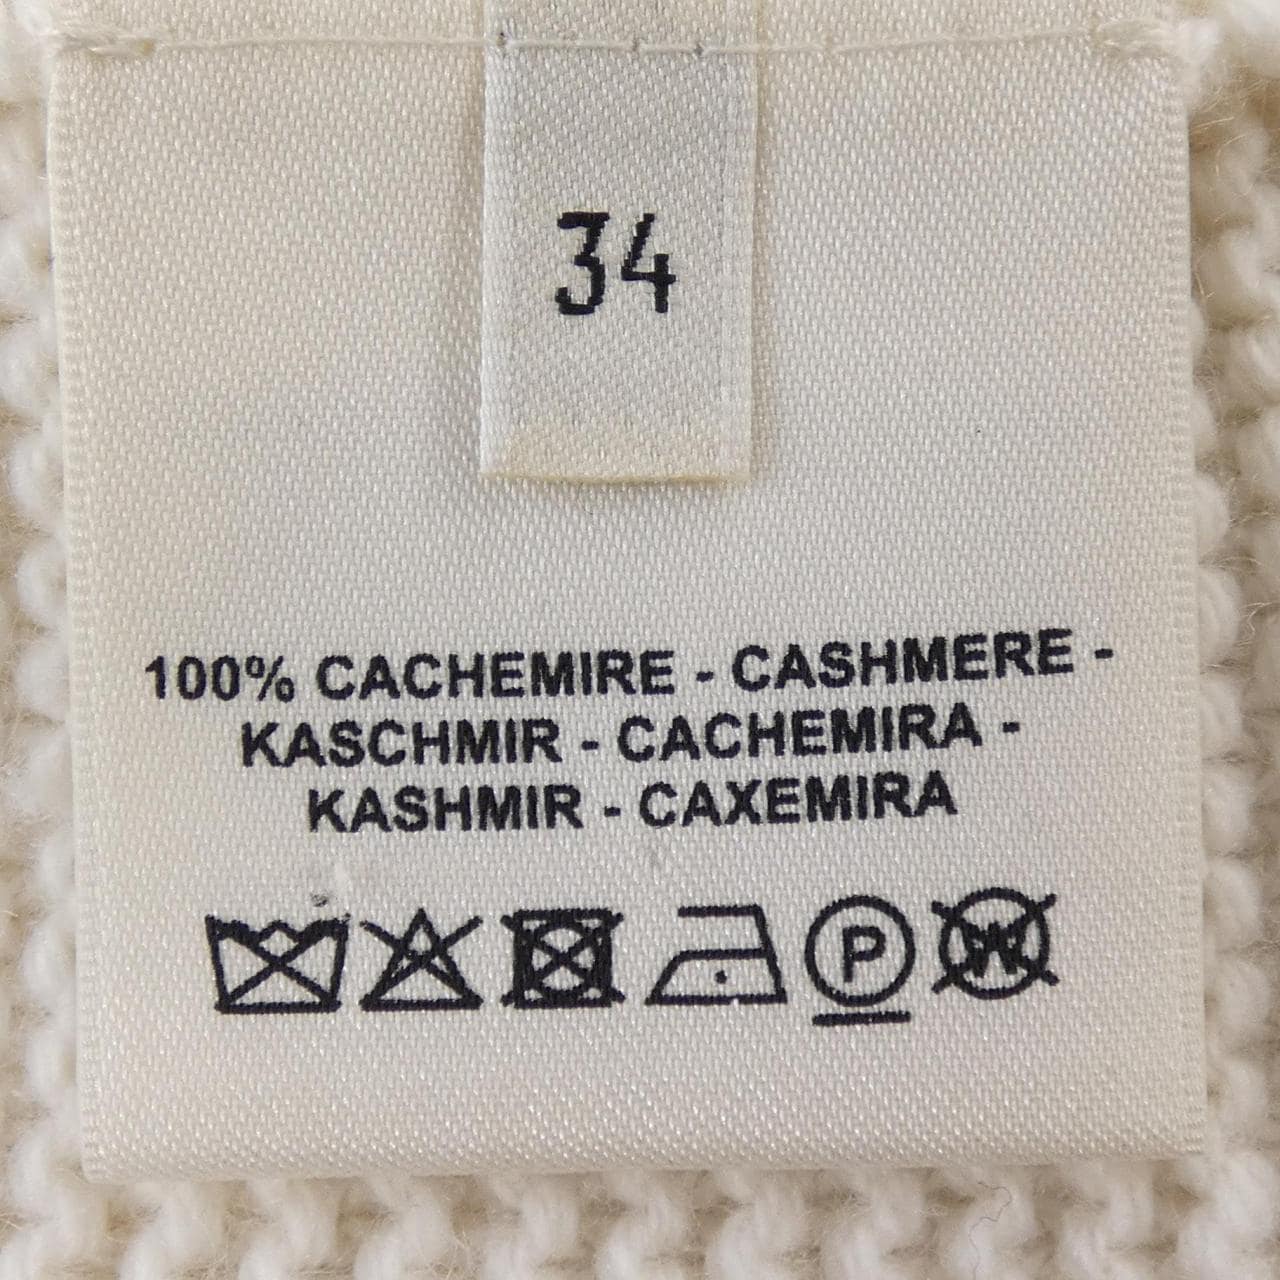 34
100% CACHEMIRE - CASHMERE -
KASCHMIR - CACHEMIRA -
KASHMIR - CAXEMIRA
P W